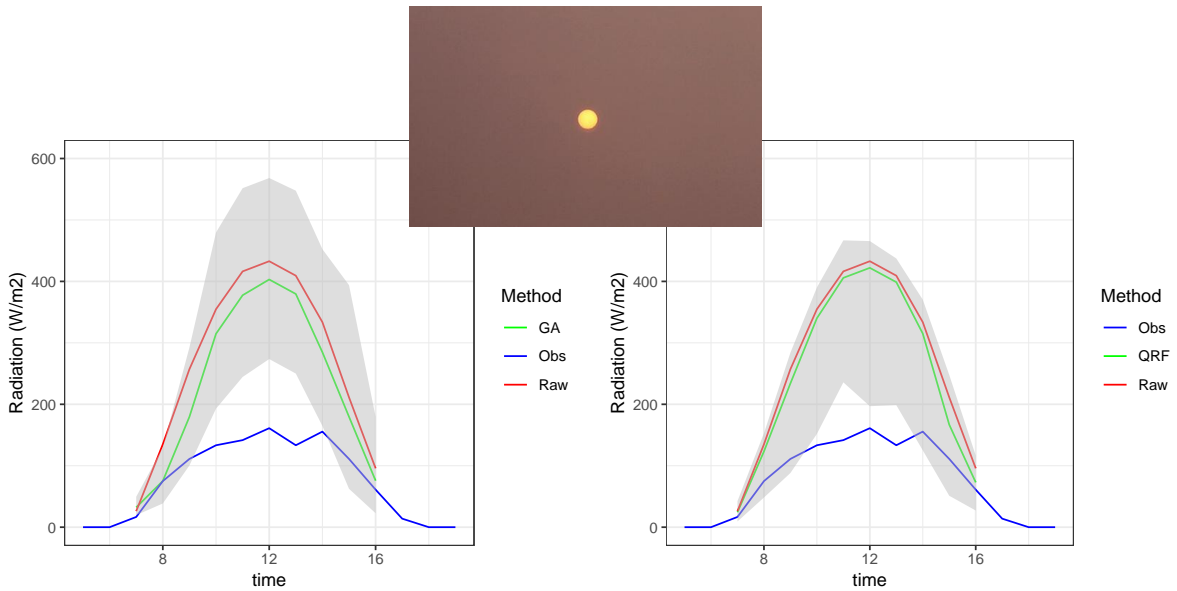 600
400
200
0
Radiation (W/m2)
8
12
16
time
Method
GA
Obs
Raw
400
200
0
Radiation (W/m2)
8
12
16
time
Method
Obs
QRF
Raw